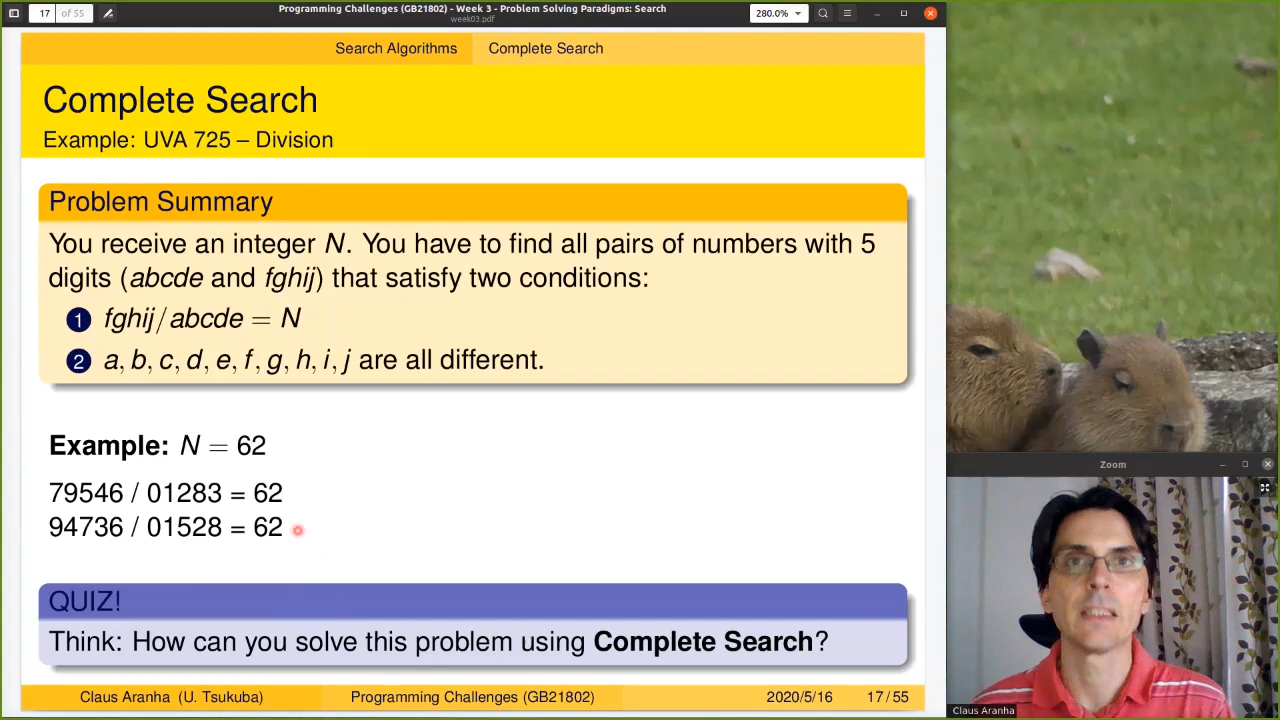 17
of 55
Programming Challenges (GB21802) - Week 3 - Problem Solving Paradigms: Search
week03.pdf
280.0%
Search Algorithms
Complete Search
Complete Search
Example: UVA 725 – Division
Problem Summary
You receive an integer N. You have to find all pairs of numbers with 5
digits (abcde and fghij) that satisfy two conditions:
1 fghij/abcde = N
2 a, b, c, d, e, f, g, h, i, j are all different.
Example: N = 62
79546 / 01283 = 62
94736 / 01528 = 62
QUIZ!
Think: How can you solve this problem using Complete Search?
Claus Aranha (U. Tsukuba)
Programming Challenges (GB21802)
2020/5/16
17 / 55
Zoom
Claus Aranha